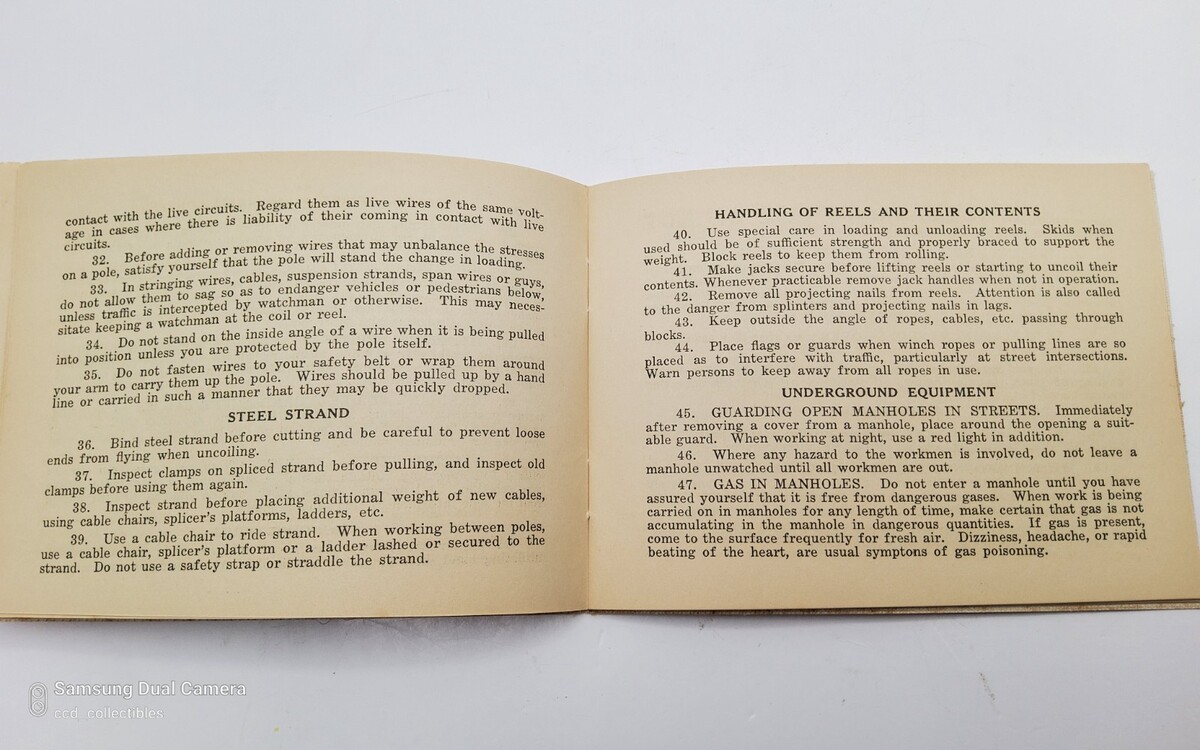 contact with the live circuits. Regard them as live wires of the same volt-
age in cases where there is liability of their coming in contact with live
circuits.
32. Before adding or removing wires that may unbalance the stresses
on a pole, satisfy yourself that the pole will stand the change in loading.
33. In stringing wires, cables, suspension strands, span wires or guys,
do not allow them to sag so as to endanger vehicles or pedestrians below,
unless traffic is intercepted by watchman or otherwise. This may neces-
sitate keeping a watchman at the coil or reel.
34. Do not stand on the inside angle of a wire when it is being pulled
into position unless you are protected by the pole itself.
35. Do not fasten wires to your safety belt or wrap them around
your arm to carry them up the pole. Wires should be pulled up by a hand
line or carried in such a manner that they may be quickly dropped.
STEEL STRAND
36. Bind steel strand before cutting and be careful to prevent loose
ends from flying when uncoiling.
37. Inspect clamps on spliced strand before pulling, and inspect old
clamps before using them again.
38. Inspect strand before placing additional weight of new cables,
using cable chairs, splicer's platforms, ladders, etc.
39. Use a cable chair to ride strand. When working between poles,
use a cable chair, splicer's platform or a ladder lashed or secured to the
strand. Do not use a safety strap or straddle the strand.
HANDLING OF REELS AND THEIR CONTENTS
40. Use special care in loading and unloading reels. Skids when
used should be of sufficient strength and properly braced to support the
weight. Block reels to keep them from rolling.
41. Make jacks secure before lifting reels or starting to uncoil their
contents. Whenever practicable remove jack handles when not in operation.
42. Remove all projecting nails from reels. Attention is also called
to the danger from splinters and projecting nails in lags.
43. Keep outside the angle of ropes, cables, etc. passing through
blocks.
44. Place flags or guards when winch ropes or pulling lines are so
placed as to interfere with traffic, particularly at street intersections.
Warn persons to keep away from all ropes in use.
UNDERGROUND EQUIPMENT
45. GUARDING OPEN MANHOLES IN STREETS. Immediately
after removing a cover from a manhole, place around the opening a suit-
able guard. When working at night, use a red light in addition.
46. Where any hazard to the workmen is involved, do not leave a
manhole unwatched until all workmen are out.
47. GAS IN MANHOLES. Do not enter a manhole until you have
assured yourself that it is free from dangerous gases. When work is being
carried on in manholes for any length of time, make certain that gas is not
accumulating in the manhole in dangerous quantities. If gas is present,
come to the surface frequently for fresh air. Dizziness, headache, or rapid
beating of the heart, are usual symptons of gas poisoning.
Samsung Dual Camera
ccd_collectibles